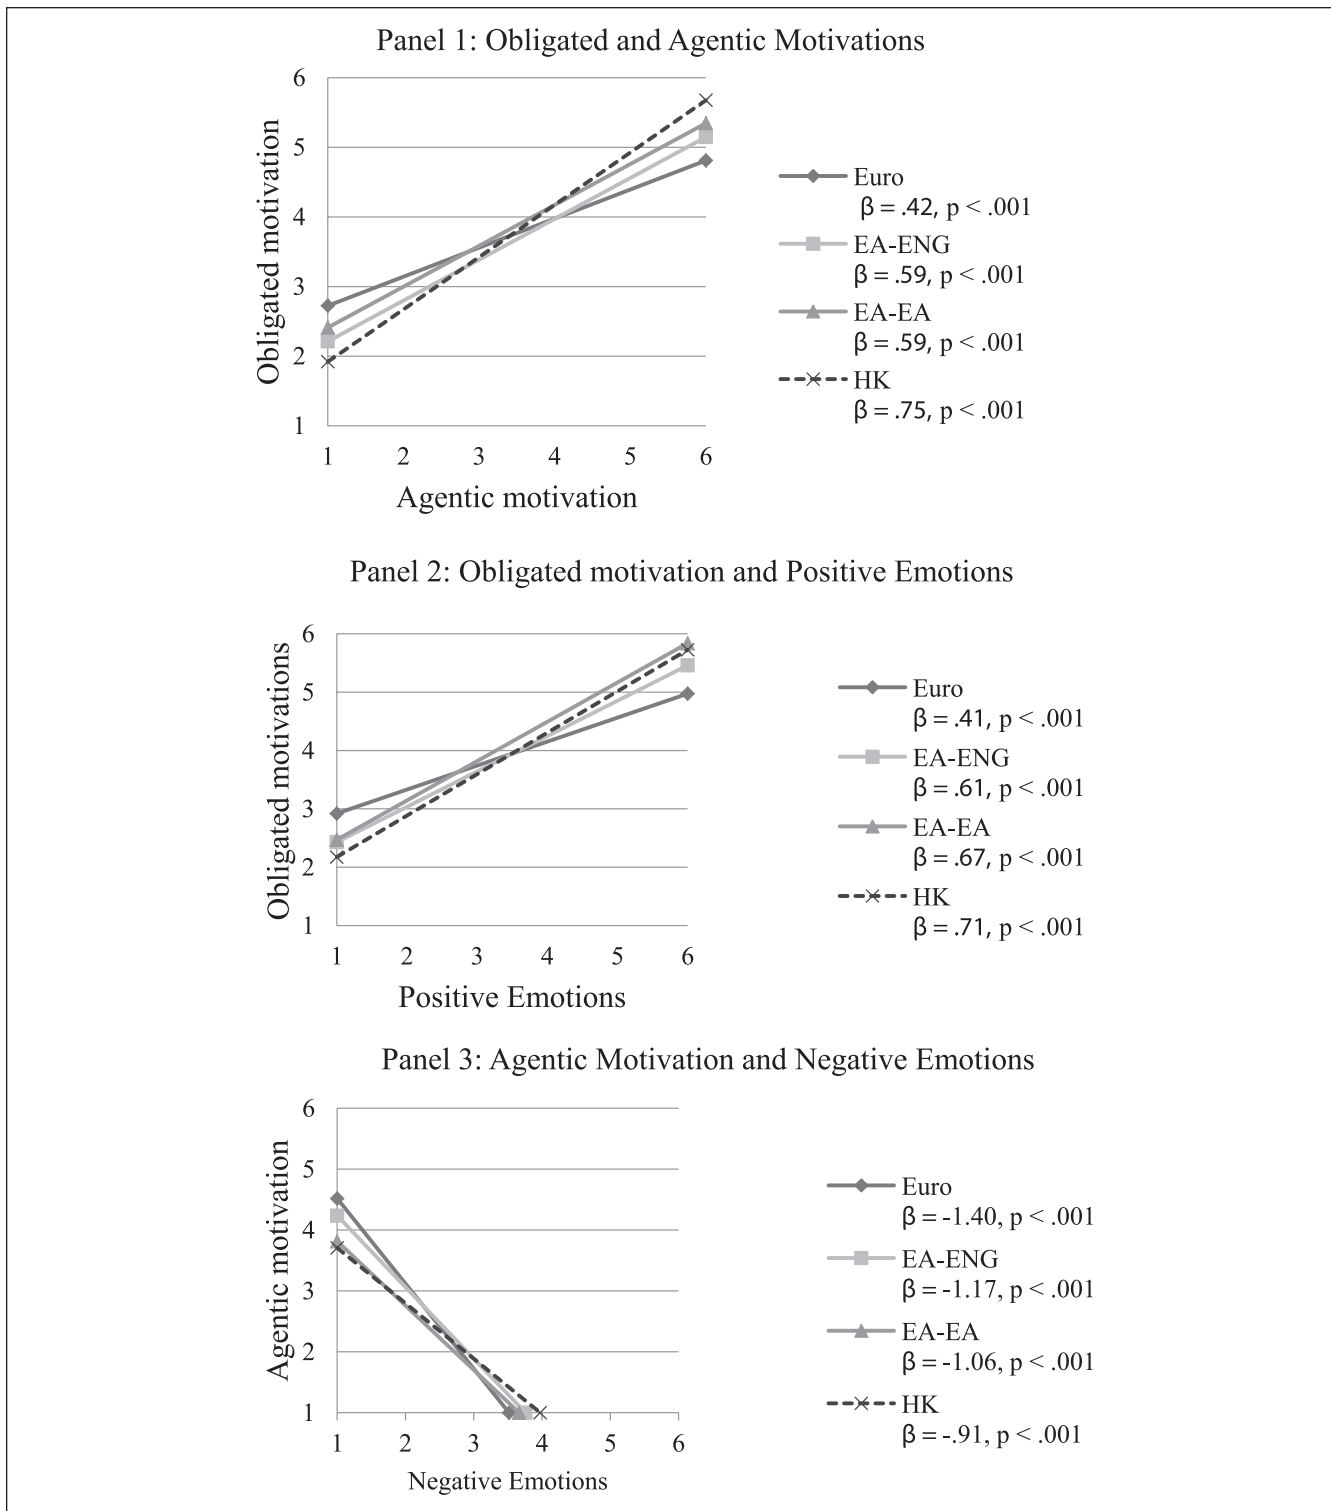 Panel 1: Obligated and Agentic Motivations
6
5
4
3
2
1
Obligated motivation
1 2 3 4 5 6
Agentic motivation
Euro
β = .42, p < .001
EA-ENG
β = .59, p < .001
EA-EA
β = .59, p < .001
HK
β = .75, p < .001
Panel 2: Obligated motivation and Positive Emotions
6
5
4
3
2
1
Obligated motivations
1 2 3 4 5 6
Positive Emotions
Euro
β = .41, p < .001
EA-ENG
β = .61, p < .001
EA-EA
β = .67, p < .001
HK
β = .71, p < .001
Panel 3: Agentic Motivation and Negative Emotions
6
5
4
3
2
1
Agentic motivation
1 2 3 4 5 6
Negative Emotions
Euro
β = -1.40, p < .001
EA-ENG
β = -1.17, p < .001
EA-EA
β = -1.06, p < .001
HK
β = -.91, p < .001